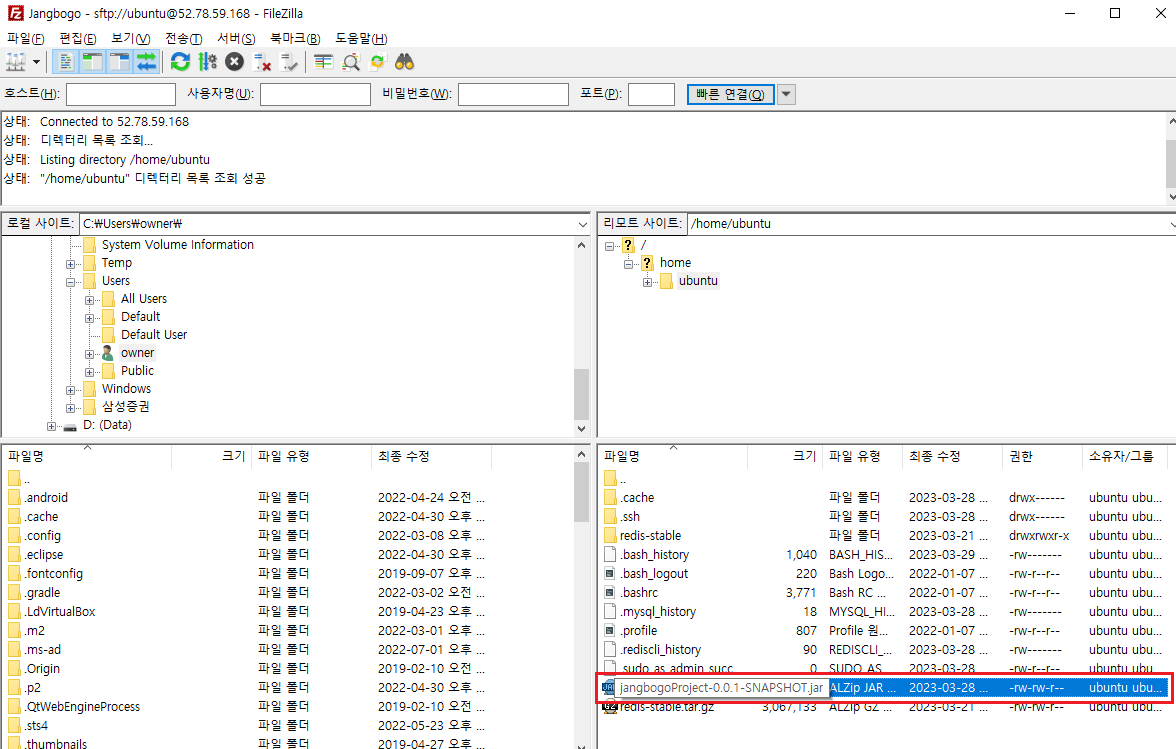 Jangbogo - sftp://ubuntu@52.78.59.168 - FileZilla
파일(F) 편집(E) 보기(V) 전송(T) 서버(S) 북마크(B) 도움말(H)
호스트(H): 사용자명(U): 비밀번호(W): 포트(P): 빠른 연결(Q)
상태: Connected to 52.78.59.168
상태: 디렉터리 목록 조회...
상태: Listing directory /home/ubuntu
상태: "/home/ubuntu" 디렉터리 목록 조회 성공
로컬 사이트: C:₩Users₩owner₩
System Volume Information
Temp
Users
All Users
Default
Default User
owner
Public
Windows
삼성증권
D: (Data)
리모트 사이트: /home/ubuntu
/
home
ubuntu
파일명 크기 파일 유형 최종 수정
..
.android 파일 폴더 2022-04-24 오전 ...
.cache 파일 폴더 2022-04-30 오후 ...
.config 파일 폴더 2022-03-08 오후 ...
.eclipse 파일 폴더 2022-04-30 오후 ...
.fontconfig 파일 폴더 2019-09-07 오후 ...
.gradle 파일 폴더 2022-03-02 오전 ...
.LdVirtualBox 파일 폴더 2019-04-23 오후 ...
.m2 파일 폴더 2022-03-01 오후 ...
.ms-ad 파일 폴더 2022-07-01 오후 ...
.Origin 파일 폴더 2019-02-10 오전 ...
.p2 파일 폴더 2022-04-30 오후 ...
.QtWebEngineProcess 파일 폴더 2019-02-10 오전 ...
.sts4 파일 폴더 2022-05-23 오후 ...
.thumbnails 파일 폴더 2019-04-27 오후 ...
파일명 크기 파일 유형 최종 수정 권한 소유자/그룹
..
.cache 파일 폴더 2023-03-28 ... drwx------ ubuntu ubu...
.ssh 파일 폴더 2023-03-28 ... drwx------ ubuntu ubu...
redis-stable 파일 폴더 2023-03-21 ... drwxrwxr-x ubuntu ubu...
.bash_history 1,040 BASH_HIS... 2023-03-29 ... -rw------- ubuntu ubu...
.bash_logout 220 Bash Logo... 2022-01-07 ... -rw-r--r-- ubuntu ubu...
.bashrc 3,771 Bash RC ... 2022-01-07 ... -rw-r--r-- ubuntu ubu...
.mysql_history 18 MYSQL_HI... 2023-03-28 ... -rw------- ubuntu ubu...
.profile 807 Profile 원... 2022-01-07 ... -rw-r--r-- ubuntu ubu...
.rediscli_history 90 REDISCLI_... 2023-03-28 ... -rw------- ubuntu ubu...
.sudo_as_admin_succ... 0 SUDO_AS_... 2023-03-28 ... -rw-r--r-- ubuntu ubu...
jangbogoProject-0.0.1-SNAPSHOT.jar ALZip JAR ... 2023-03-28 ... -rw-rw-r-- ubuntu ubu...
redis-stable.tar.gz 3,067,133 ALZip GZ ... 2023-03-21 ... -rw-rw-r-- ubuntu ubu...